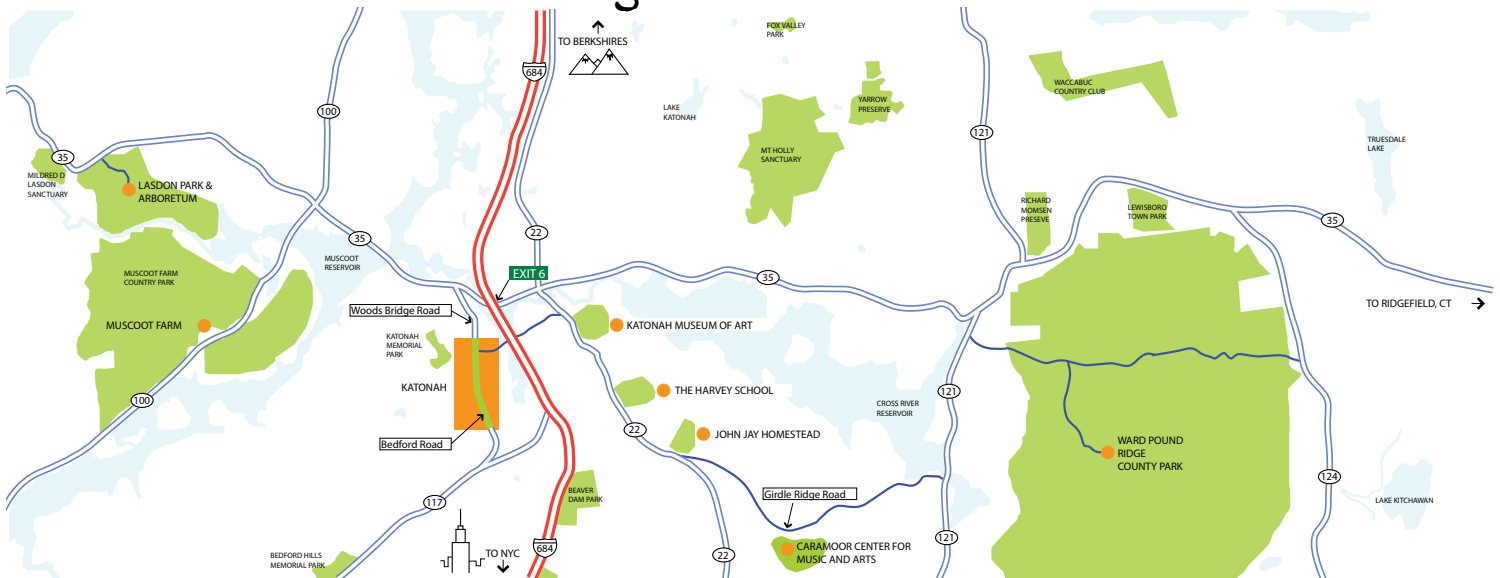 TO BERKSHIRES
684
FOX VALLEY
PARK
100
LAKE
KATONAH
YARROW
PRESERVE
WACCABUC
COUNTRY CLUB
121
TRUESDALE
LAKE
35
MT HOLLY
SANCTUARY
MILDRED D
LASDON
SANCTUARY
LASDON PARK &
ARBORETUM
RICHARD
MOMSEN
PRESEVE
LEWISBORO
TOWN PARK
35
35
22
MUSCOOT
RESERVOIR
EXIT 6
35
MUSCOOT FARM
COUNTRY PARK
TO RIDGEFIELD, CT
Woods Bridge Road
MUSCOOT FARM
KATONAH MUSEUM OF ART
KATONAH
MEMORIAL
PARK
KATONAH
THE HARVEY SCHOOL
121
100
CROSS RIVER
RESERVOIR
22
JOHN JAY HOMESTEAD
Bedford Road
WARD POUND
RIDGE
COUNTY PARK
124
BEAVER
DAM PARK
Girdle Ridge Road
117
LAKE KITCHAWAN
121
684
TO NYC
22
CARAMOOR CENTER FOR
MUSIC AND ARTS
BEDFORD HILLS
MEMORIAL PARK